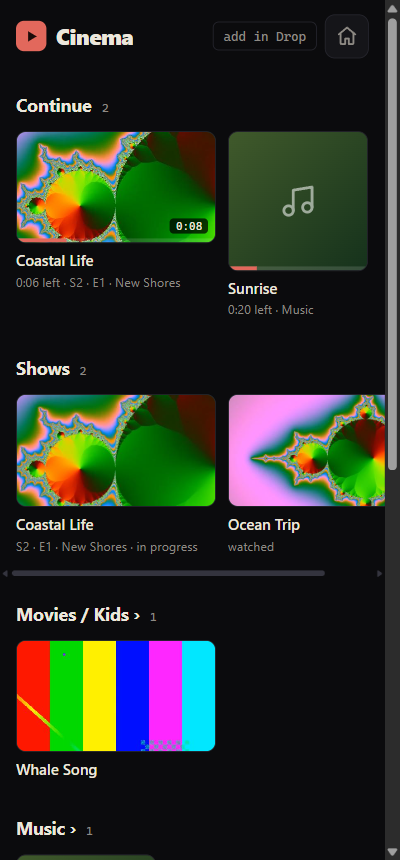 Cinema
add in Drop
Continue 2
0:08
Coastal Life
0:06 left · S2 · E1 · New Shores
Sunrise
0:20 left · Music
Shows 2
Coastal Life
S2 · E1 · New Shores · in progress
Ocean Trip
watched
Movies / Kids › 1
Whale Song
Music › 1